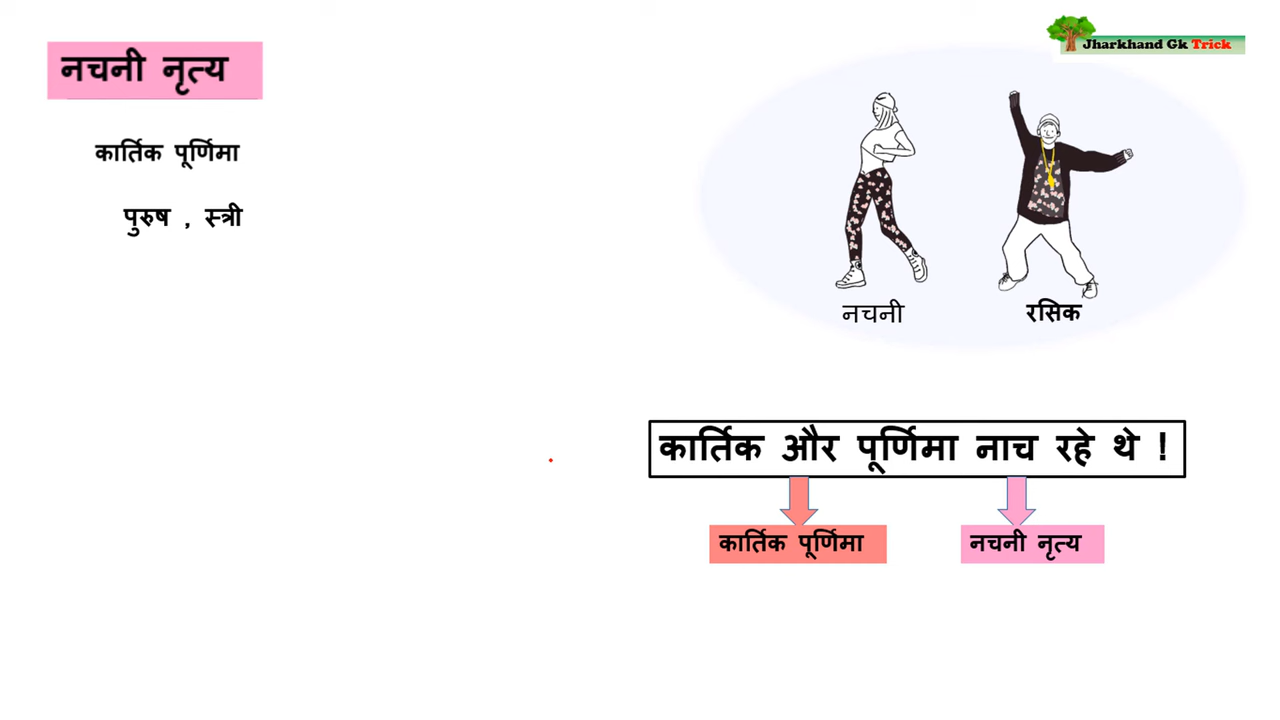 नचनी नृत्य
कार्तिक पूर्णिमा
पुरुष , स्त्री
Jharkhand Gk Trick
नचनी
रसिक
कार्तिक और पूर्णिमा नाच रहे थे !
कार्तिक पूर्णिमा
नचनी नृत्य